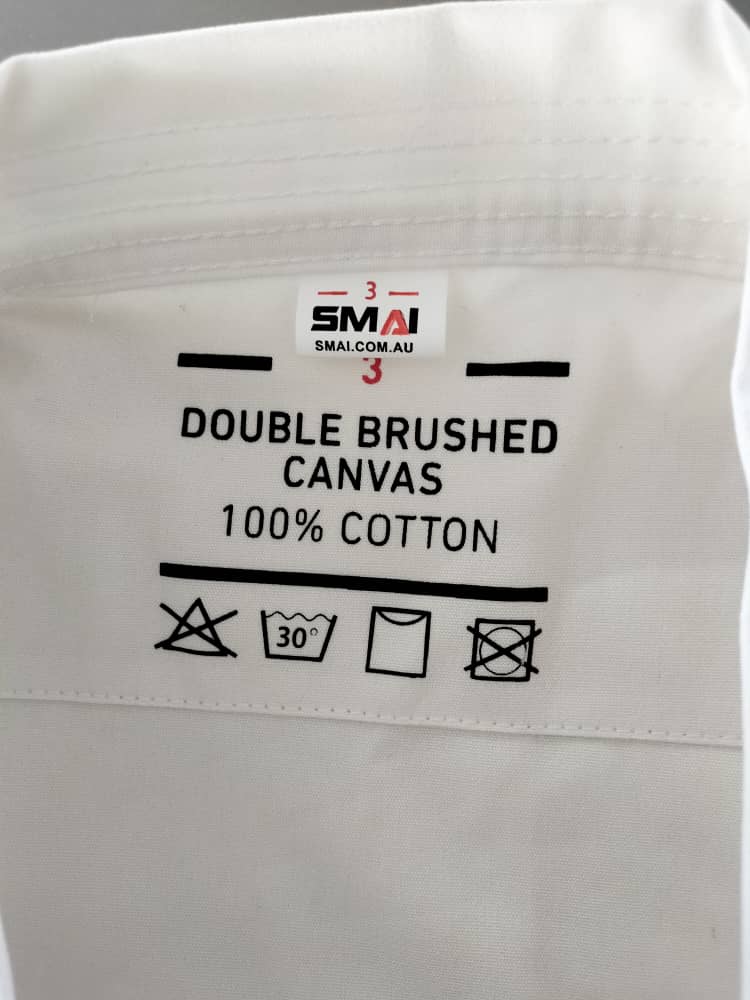 — 3 —
SMAI
SMAI.COM.AU
3
DOUBLE BRUSHED
CANVAS
100% COTTON
30°